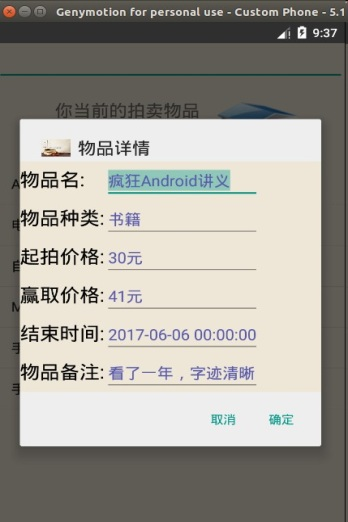 Genymotion for personal use - Custom Phone - 5.1
9:37
你当前的拍卖物品
物品详情
物品名: 疯狂Android讲义
物品种类: 书籍
起拍价格: 30元
赢取价格: 41元
结束时间: 2017-06-06 00:00:00
物品备注: 看了一年，字迹清晰
取消 确定